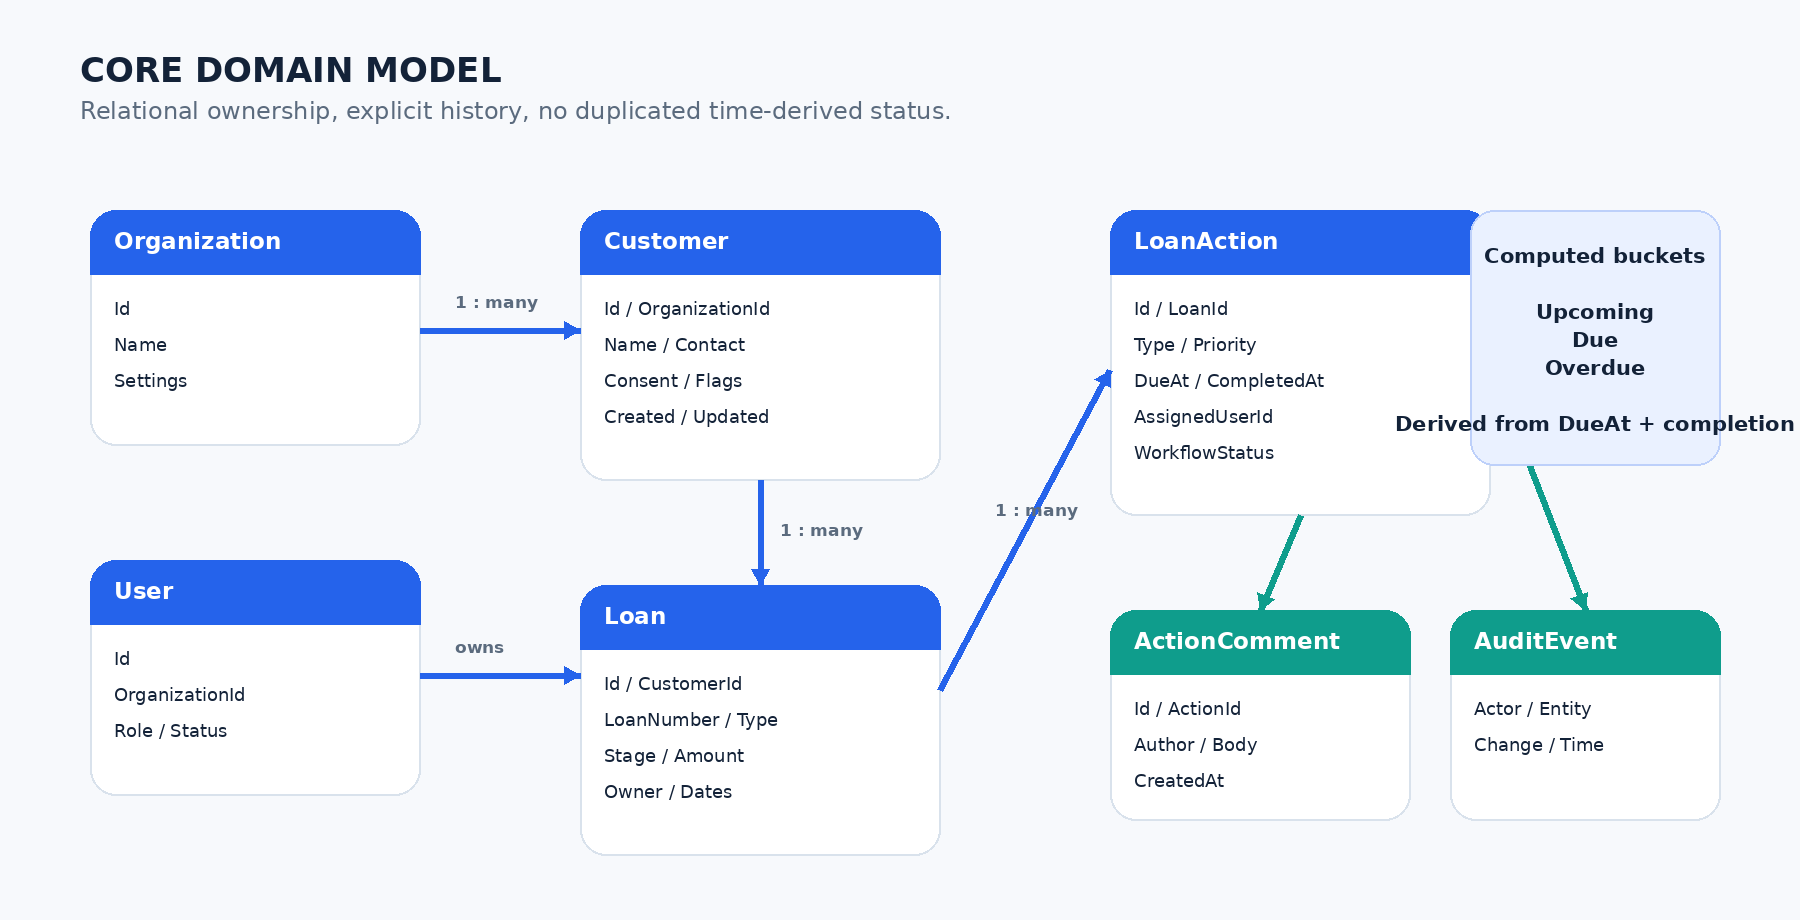 CORE DOMAIN MODEL
Relational ownership, explicit history, no duplicated time-derived status.
Organization
Id
Name
Settings
1 : many
Customer
Id / OrganizationId
Name / Contact
Consent / Flags
Created / Updated
1 : many
LoanAction
Id / LoanId
Type / Priority
DueAt / CompletedAt
AssignedUserId
WorkflowStatus
Computed buckets
Upcoming
Due
Overdue
Derived from DueAt + completion
1 : many
User
Id
OrganizationId
Role / Status
owns
Loan
Id / CustomerId
LoanNumber / Type
Stage / Amount
Owner / Dates
ActionComment
Id / ActionId
Author / Body
CreatedAt
AuditEvent
Actor / Entity
Change / Time